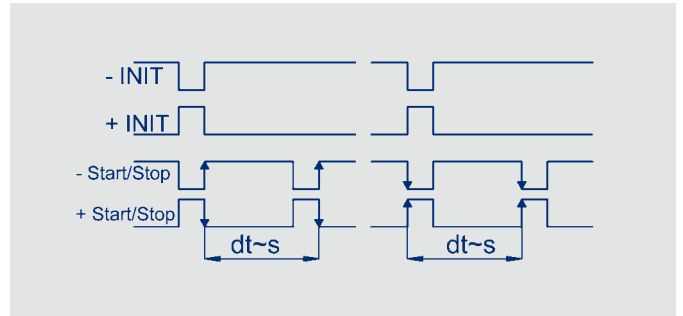 - INIT
+ INIT
- Start/Stop
+ Start/Stop
dt~s dt~s